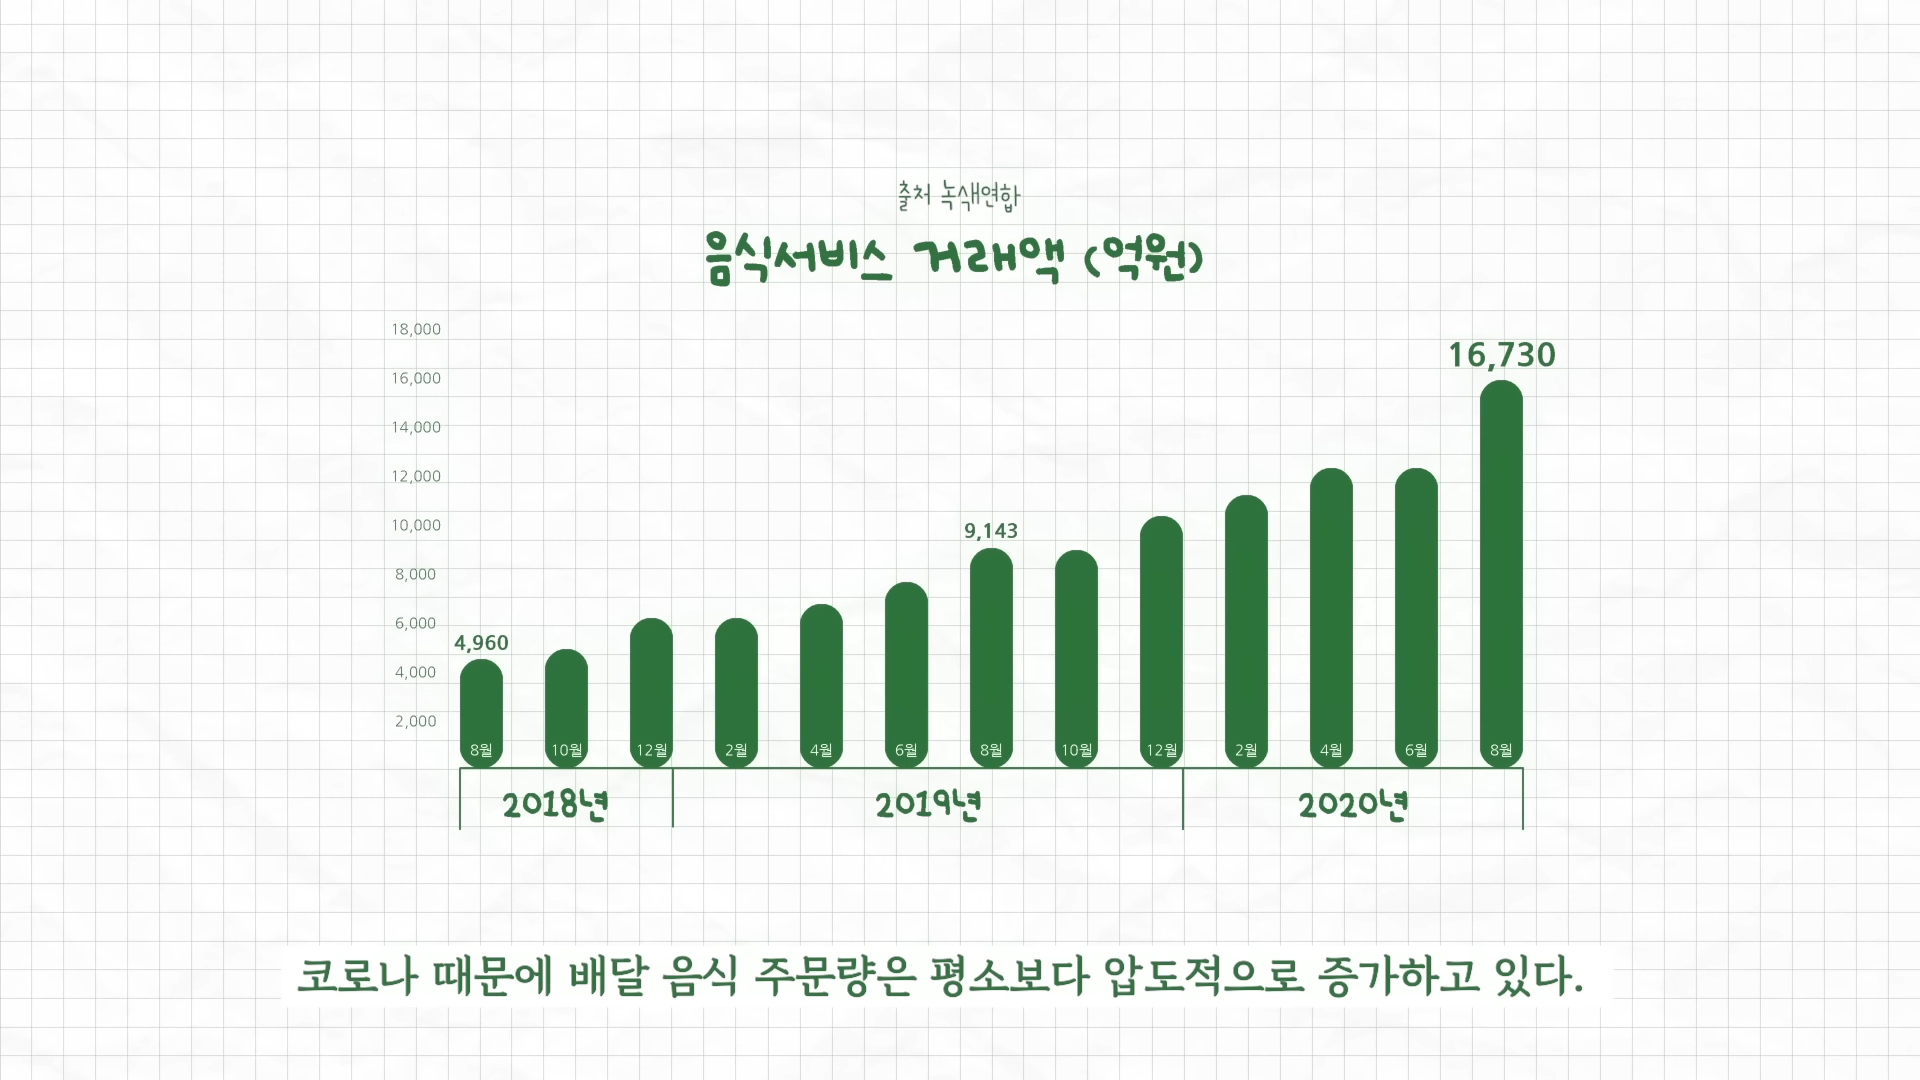 출처 녹색연합
음식서비스 거래액 (억원)
18,000
16,000
14,000
12,000
10,000
8,000
6,000
4,000
2,000
4,960
9,143
16,730
8월 10월 12월 2월 4월 6월 8월 10월 12월 2월 4월 6월 8월
2018년 2019년 2020년
코로나 때문에 배달 음식 주문량은 평소보다 압도적으로 증가하고 있다.